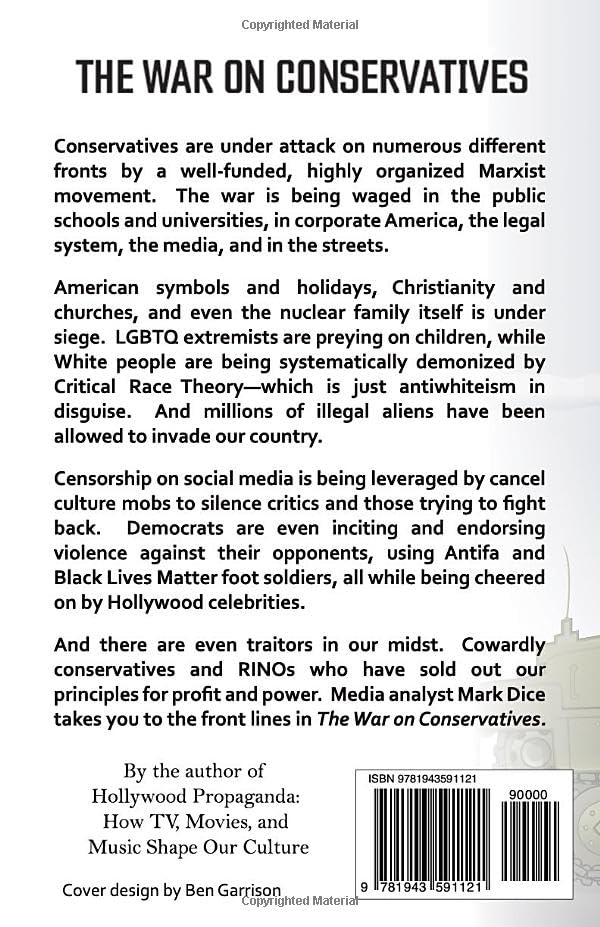 Copyrighted Material
THE WAR ON CONSERVATIVES
Conservatives are under attack on numerous different
fronts by a well-funded, highly organized Marxist
movement. The war is being waged in the public
schools and universities, in corporate America, the legal
system, the media, and in the streets.
American symbols and holidays, Christianity and
churches, and even the nuclear family itself is under
siege. LGBTQ extremists are preying on children, while
White people are being systematically demonized by
Critical Race Theory—which is just antiwhiteism in
disguise. And millions of illegal aliens have been
allowed to invade our country.
Censorship on social media is being leveraged by cancel
culture mobs to silence critics and those trying to fight
back. Democrats are even inciting and endorsing
violence against their opponents, using Antifa and
Black Lives Matter foot soldiers, all while being cheered
on by Hollywood celebrities.
And there are even traitors in our midst. Cowardly
conservatives and RINOs who have sold out our
principles for profit and power. Media analyst Mark Dice
takes you to the front lines in The War on Conservatives.
By the author of
Hollywood Propaganda:
How TV, Movies, and
Music Shape Our Culture
Cover design by Ben Garrison
ISBN 9781943591121
90000
9 781943 591121
Copyrighted Material